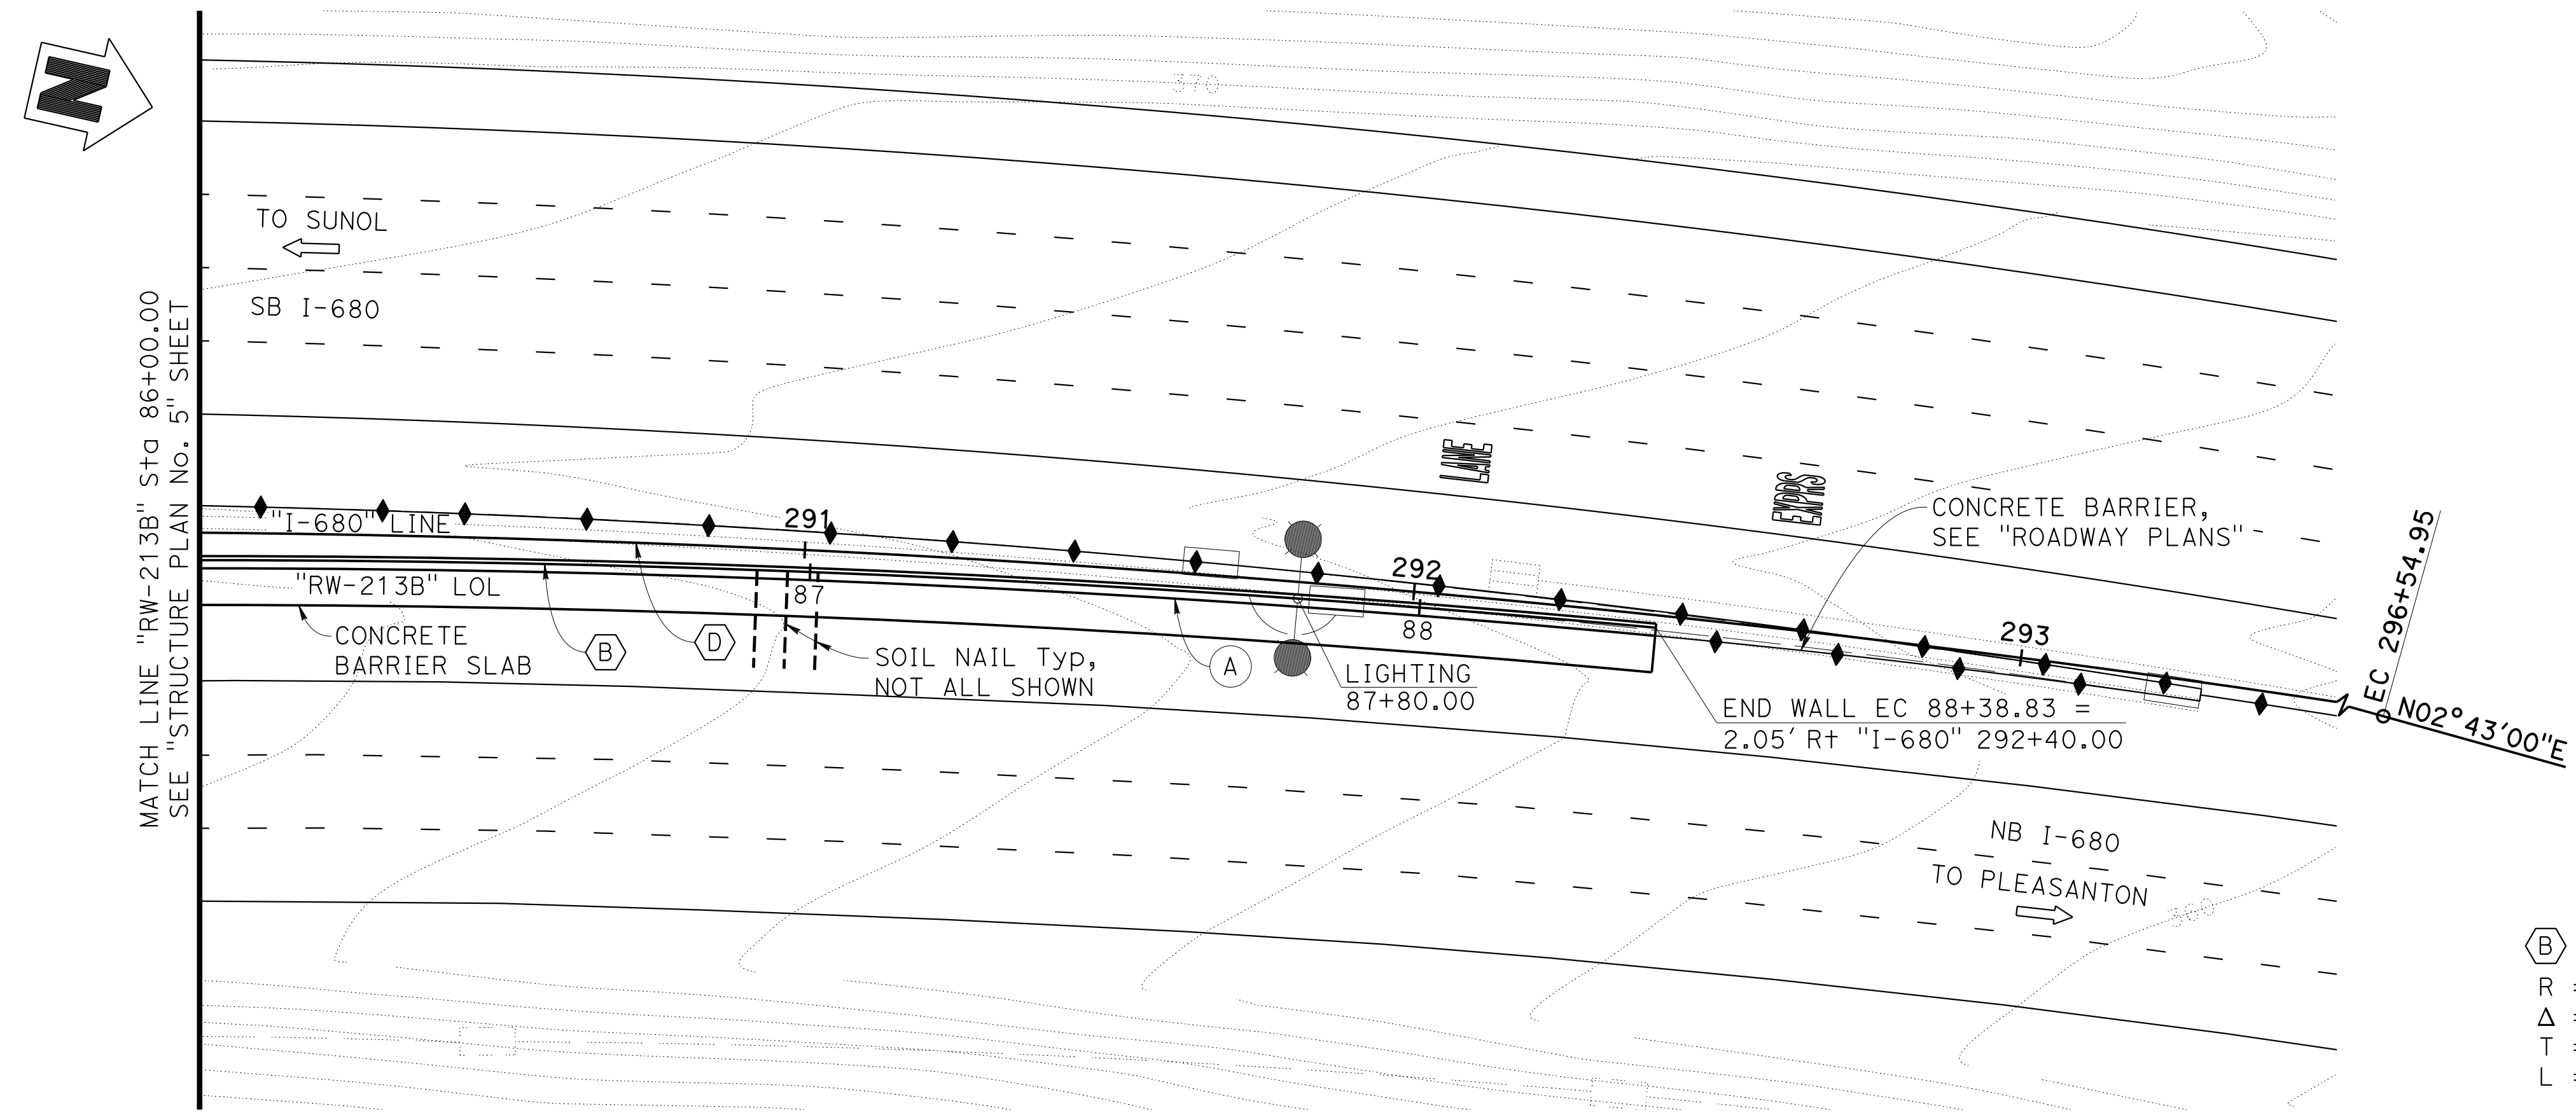 N
370
TO SUNOL
SB I-680
MATCH LINE "RW-213B" Sta 86+00.00
SEE "STRUCTURE PLAN No. 5" SHEET
"I-680" LINE
291
292
293
LANE
EXPRS
CONCRETE BARRIER,
SEE "ROADWAY PLANS"
EC 296+54.95
N02°43'00"E
"RW-213B" LOL
87
88
CONCRETE
BARRIER SLAB
B
D
SOIL NAIL Typ,
NOT ALL SHOWN
A
LIGHTING
87+80.00
END WALL EC 88+38.83 =
2.05' Rt "I-680" 292+40.00
NB I-680
TO PLEASANTON
360
B
R =
Δ =
T =
L =